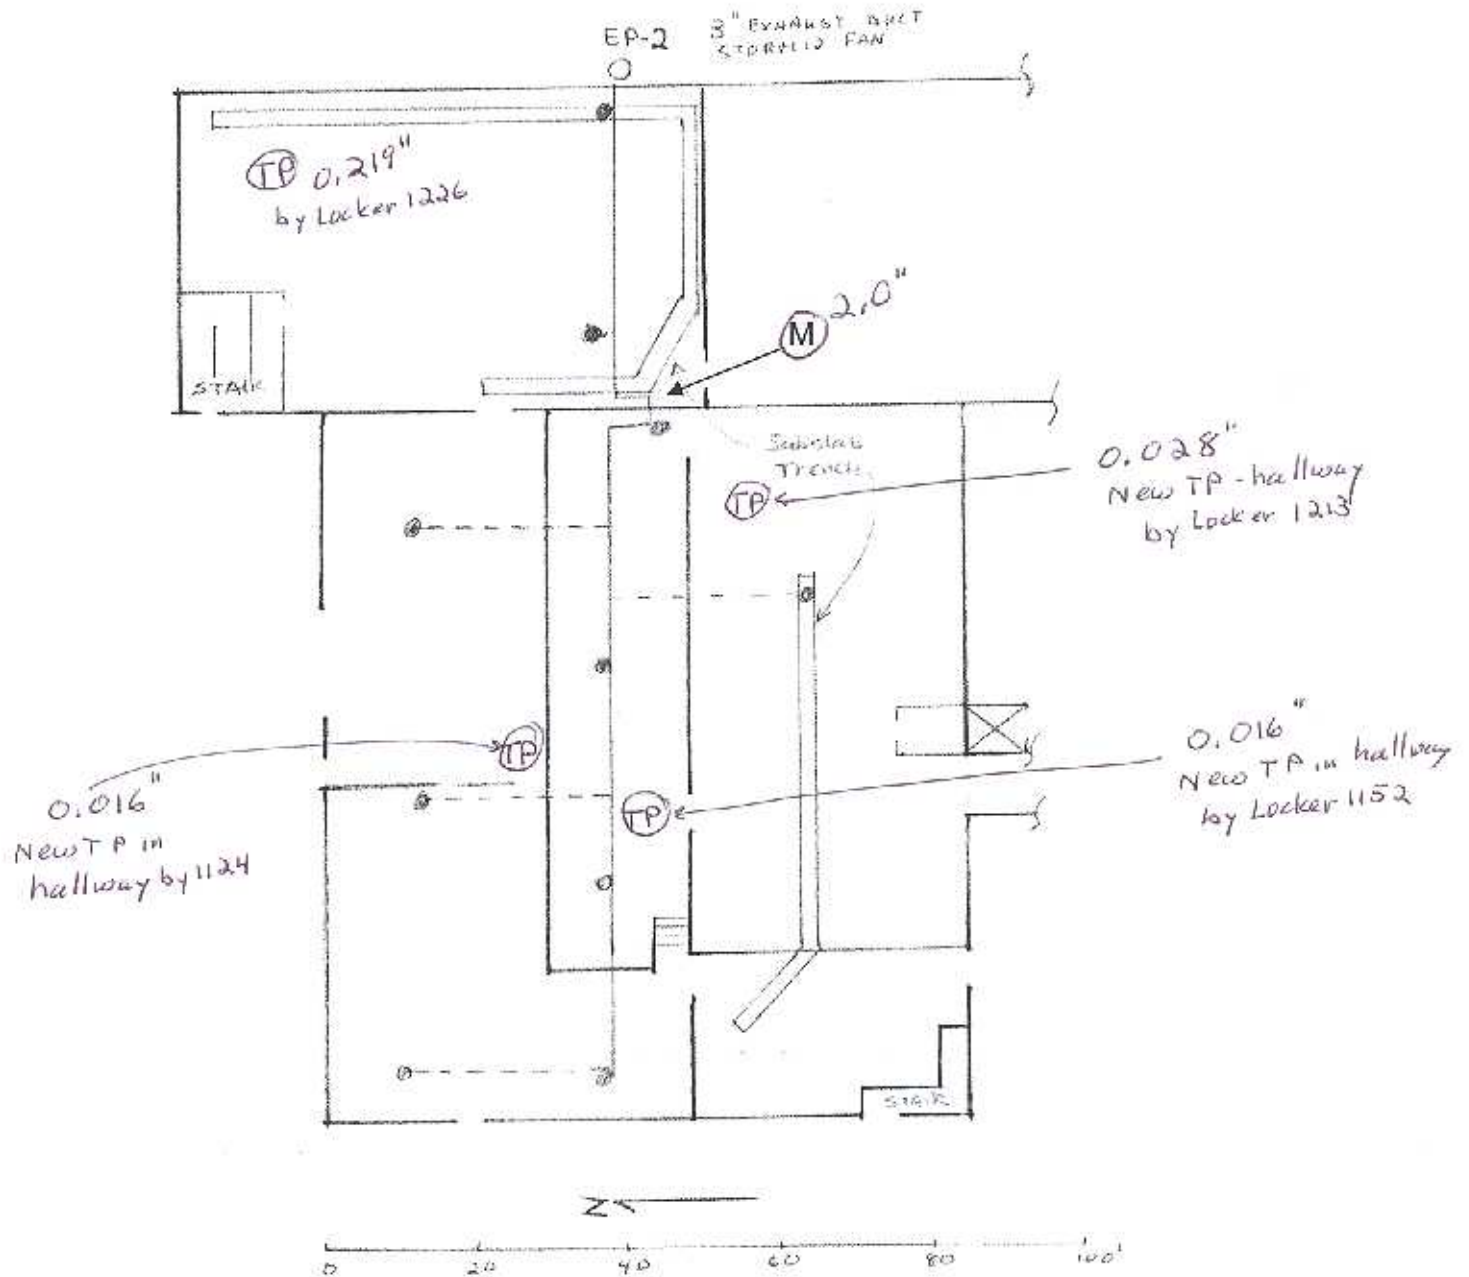 EP-2
3" EXHAUST DUCT
FAN
TP 0.219"
by Locker 1226
M 2.0"
STAIR
Subslab
Trench
0.028"
New TP - hallway
by Locker 1213
TP
0.016"
New TP in hallway
by Locker 1152
TP
0.016"
New TP in
hallway by 1124
TP
STAIR
N
0 20 40 60 80 100'